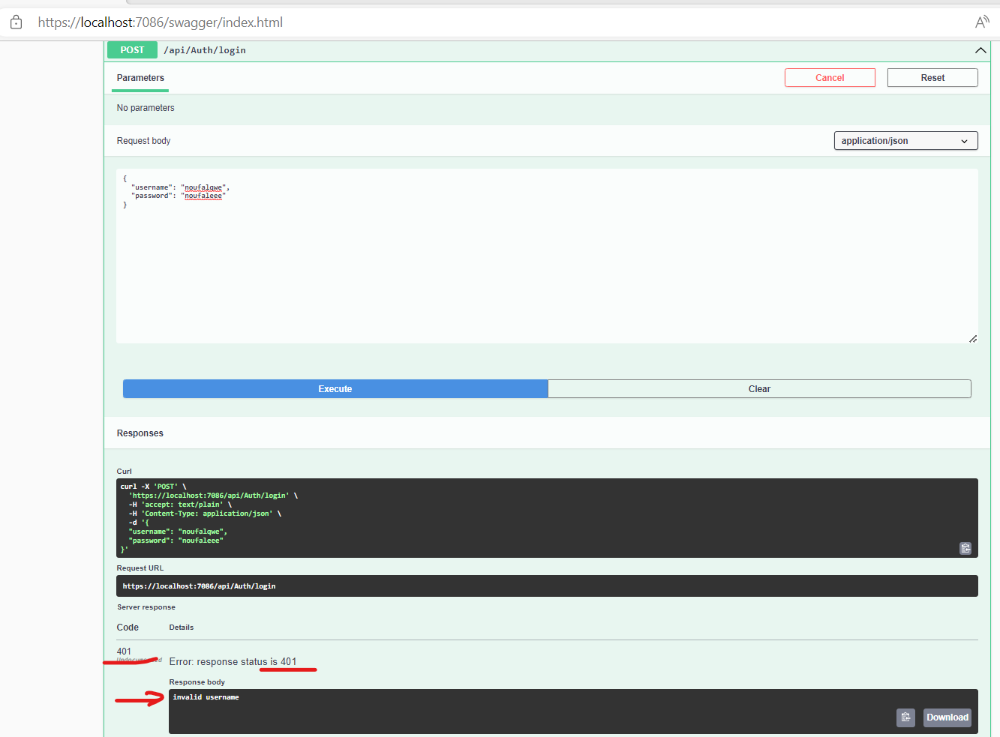 https://localhost:7086/swagger/index.html
POST /api/Auth/login
Parameters
Cancel
Reset
No parameters
Request body
application/json
{
"username": "noufalqwe",
"password": "noufaleee"
}
Execute
Clear
Responses
Curl
curl -X 'POST' \
'https://localhost:7086/api/Auth/login' \
-H 'accept: text/plain' \
-H 'Content-Type: application/json' \
-d '{
"username": "noufalqwe",
"password": "noufaleee"
}'
Request URL
https://localhost:7086/api/Auth/login
Server response
Code
Details
401
Undocumented
Error: response status is 401
Response body
invalid username
Download